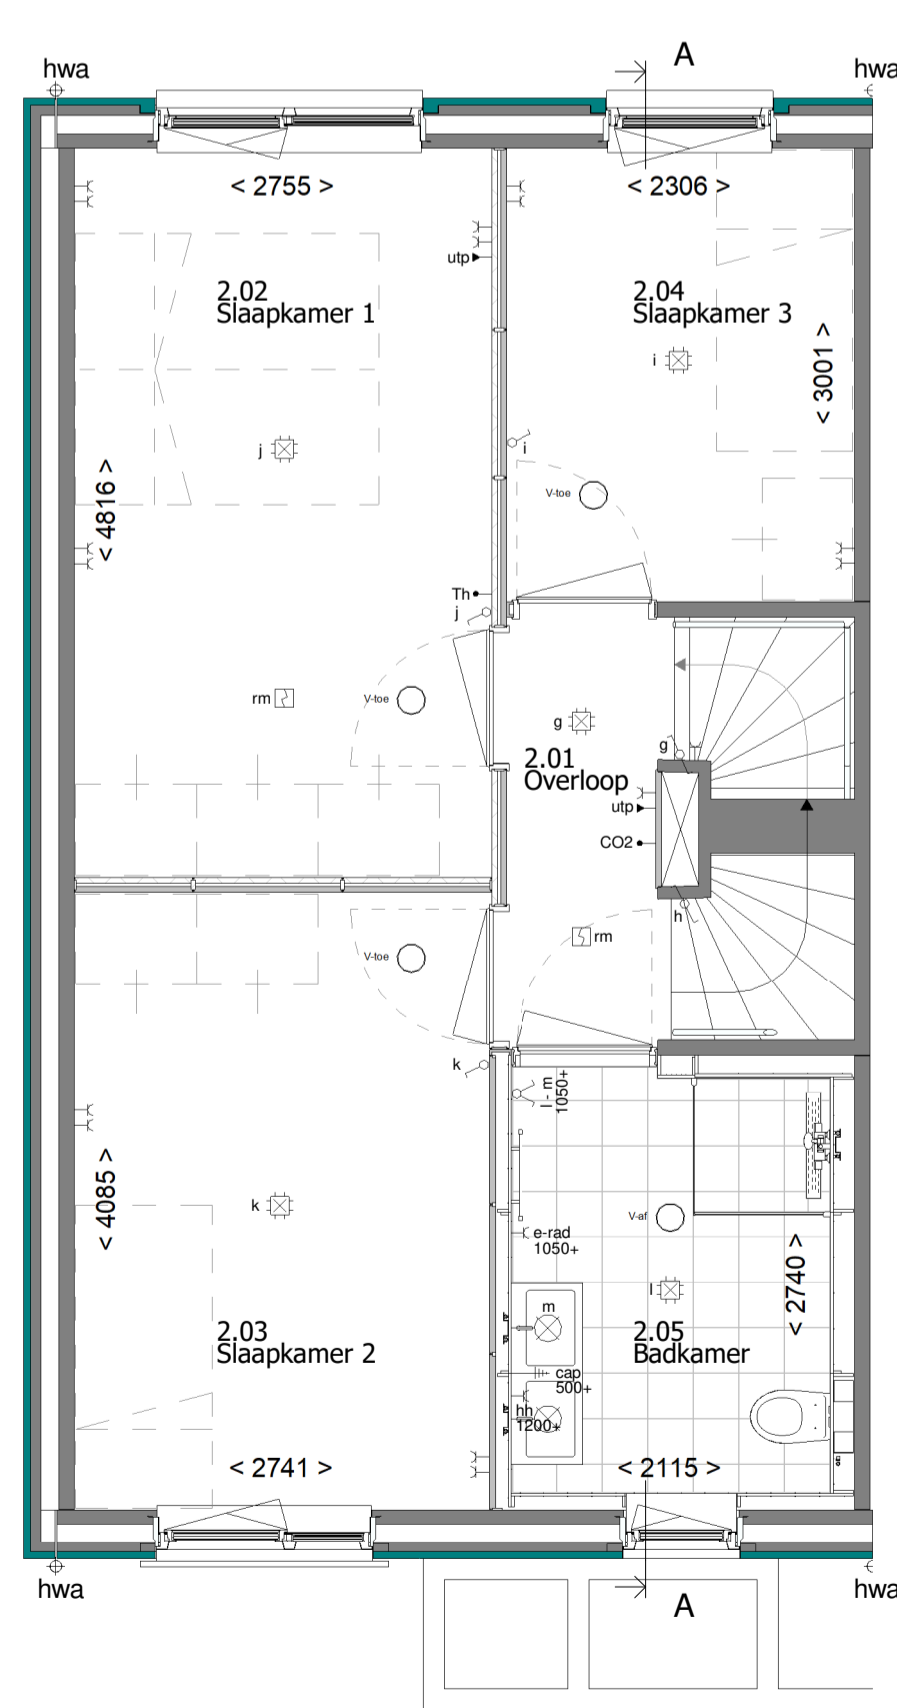 A
hwa
hwa
< 2755 >
< 2306 >
utp
2.02
Slaapkamer 1
2.04
Slaapkamer 3
i
< 3001 >
j
i
< 4816 >
V-toe
Th
j
rm
V-toe
g
g
2.01
Overloop
utp
CO2
h
rm
V-toe
k
l - m
1050+
< 4085 >
k
V-af
e-rad
1050+
< 2740 >
l
m
2.03
Slaapkamer 2
2.05
Badkamer
cap
500+
hh
1200+
< 2741 >
< 2115 >
hwa
A
hwa